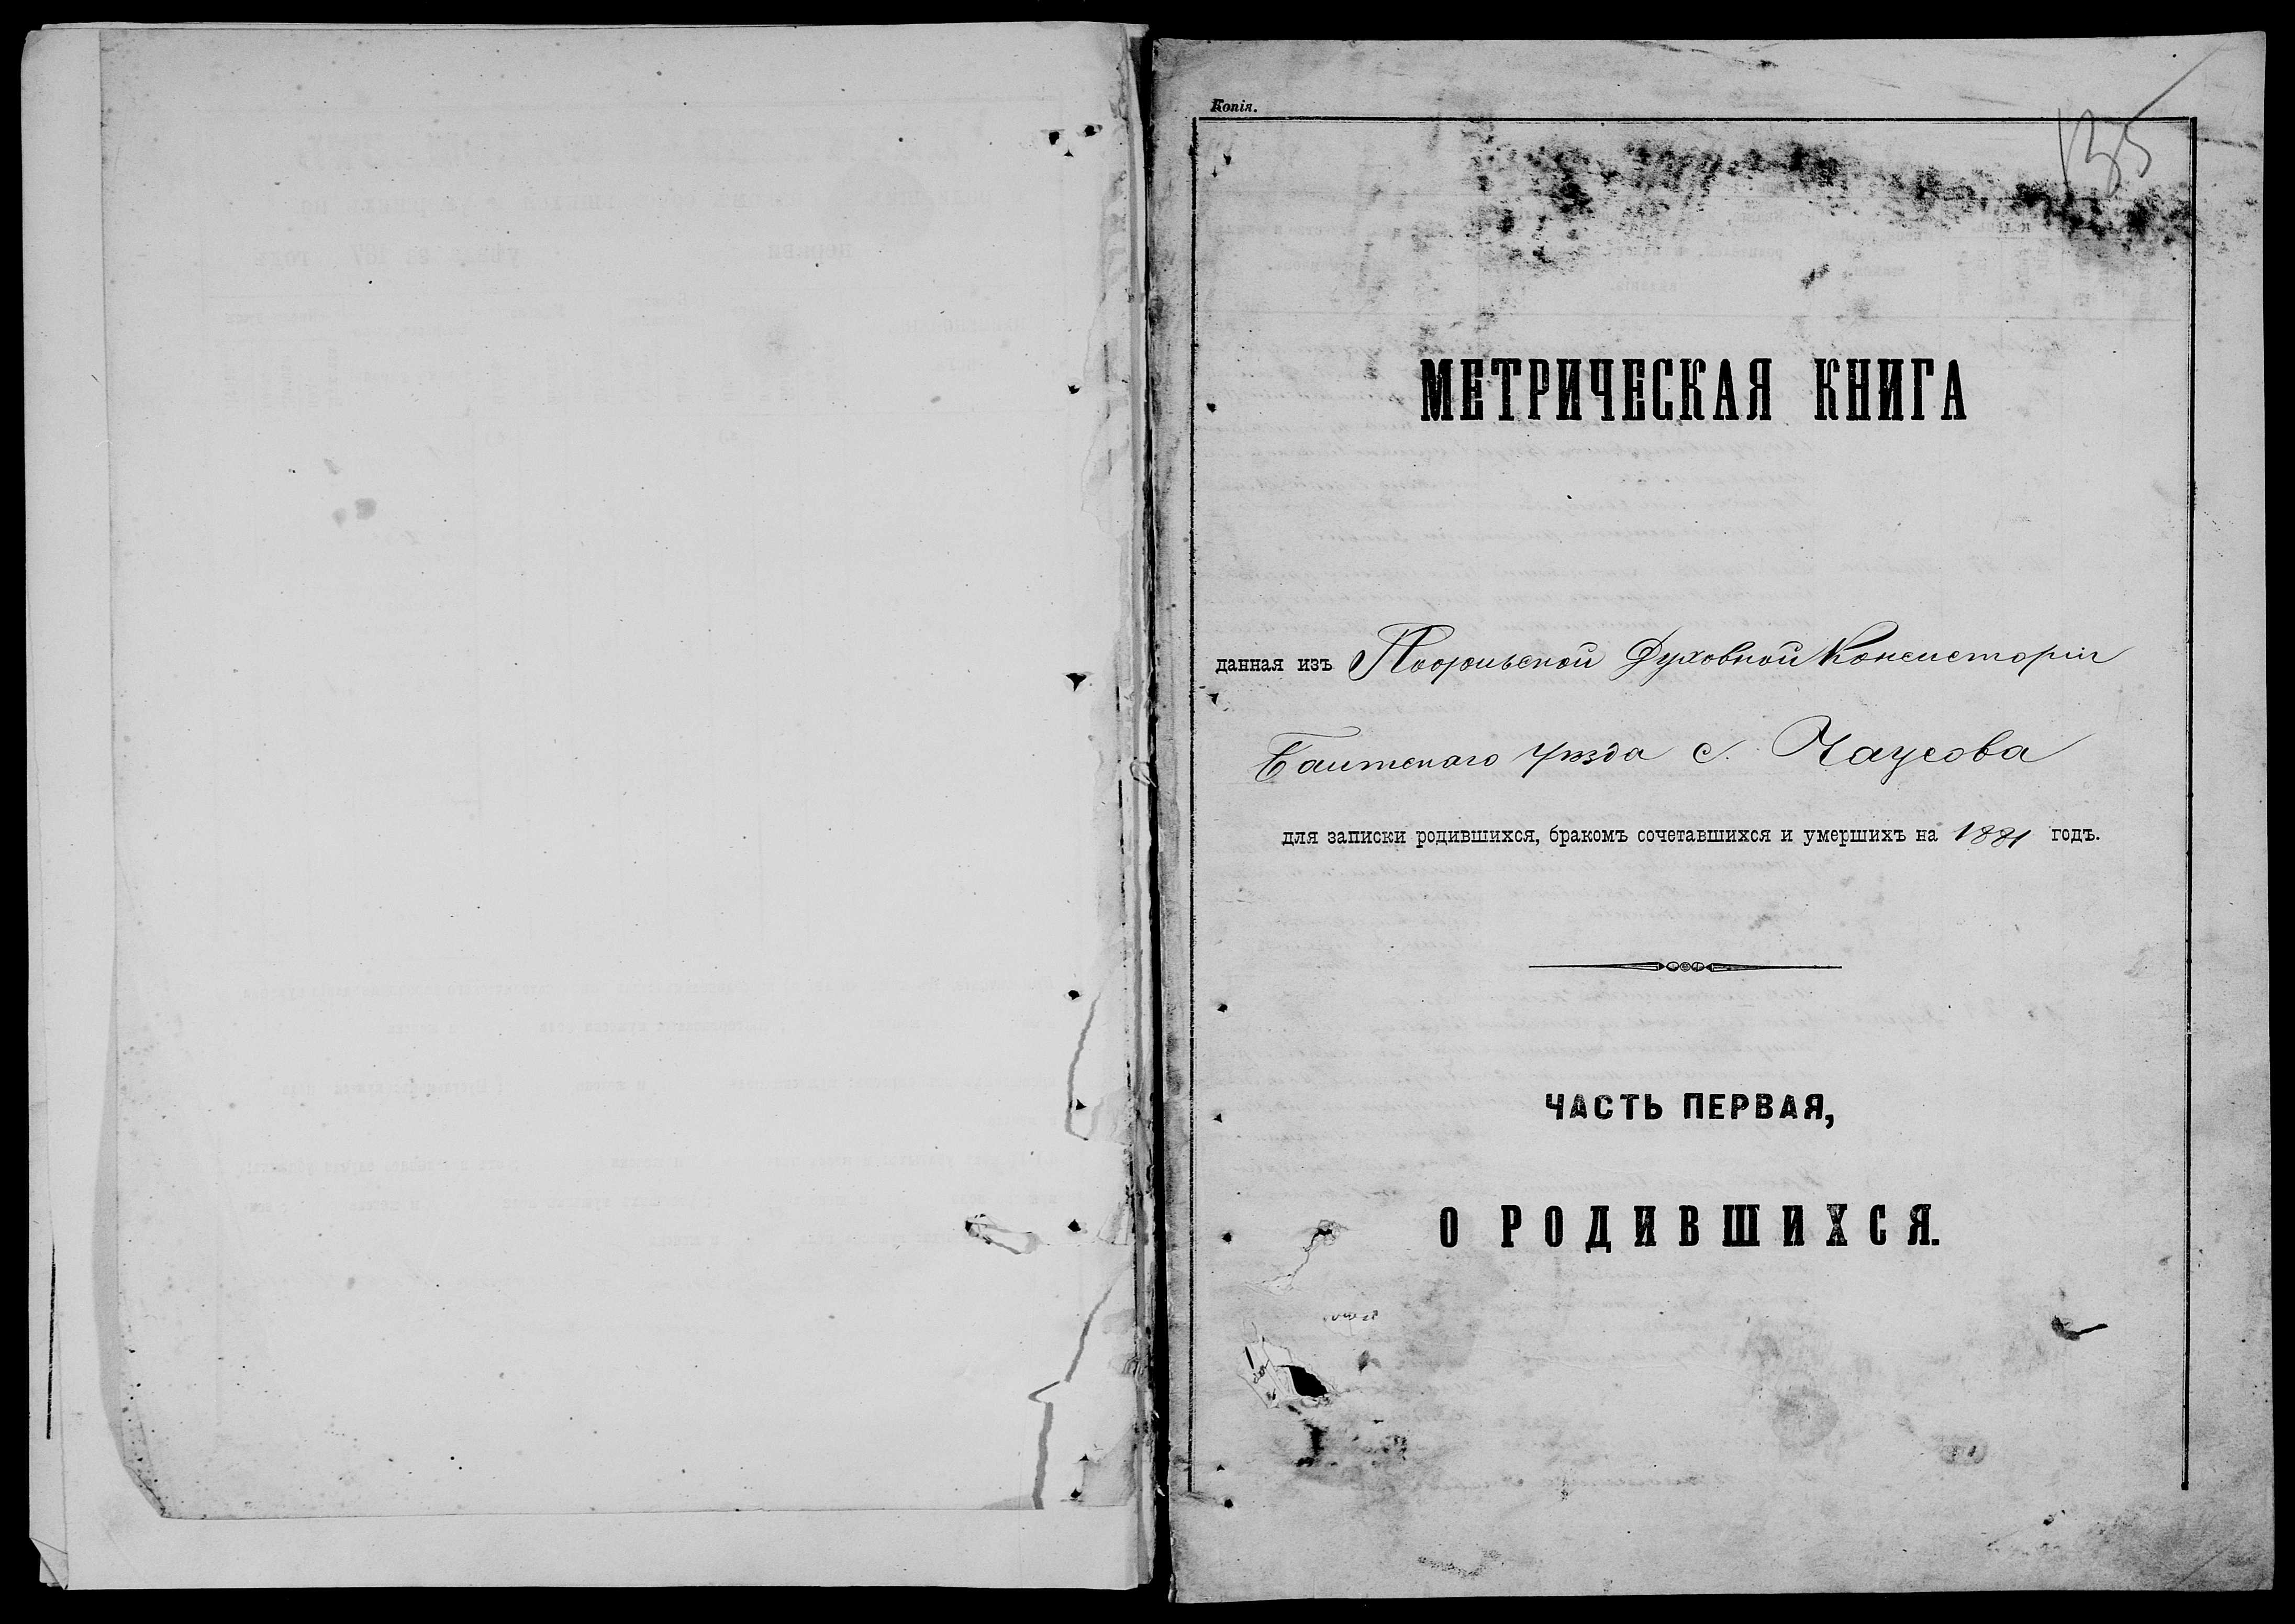 Копія.
135
МЕТРИЧЕСКАЯ КНИГА
данная изъ Подольской Духовной Консисторіи
Балтскаго Уѣзда с. Чаусова
для записки родившихся, бракомъ сочетавшихся и умершихъ на 1881 годъ.
ЧАСТЬ ПЕРВАЯ,
О РОДИВШИХСЯ.